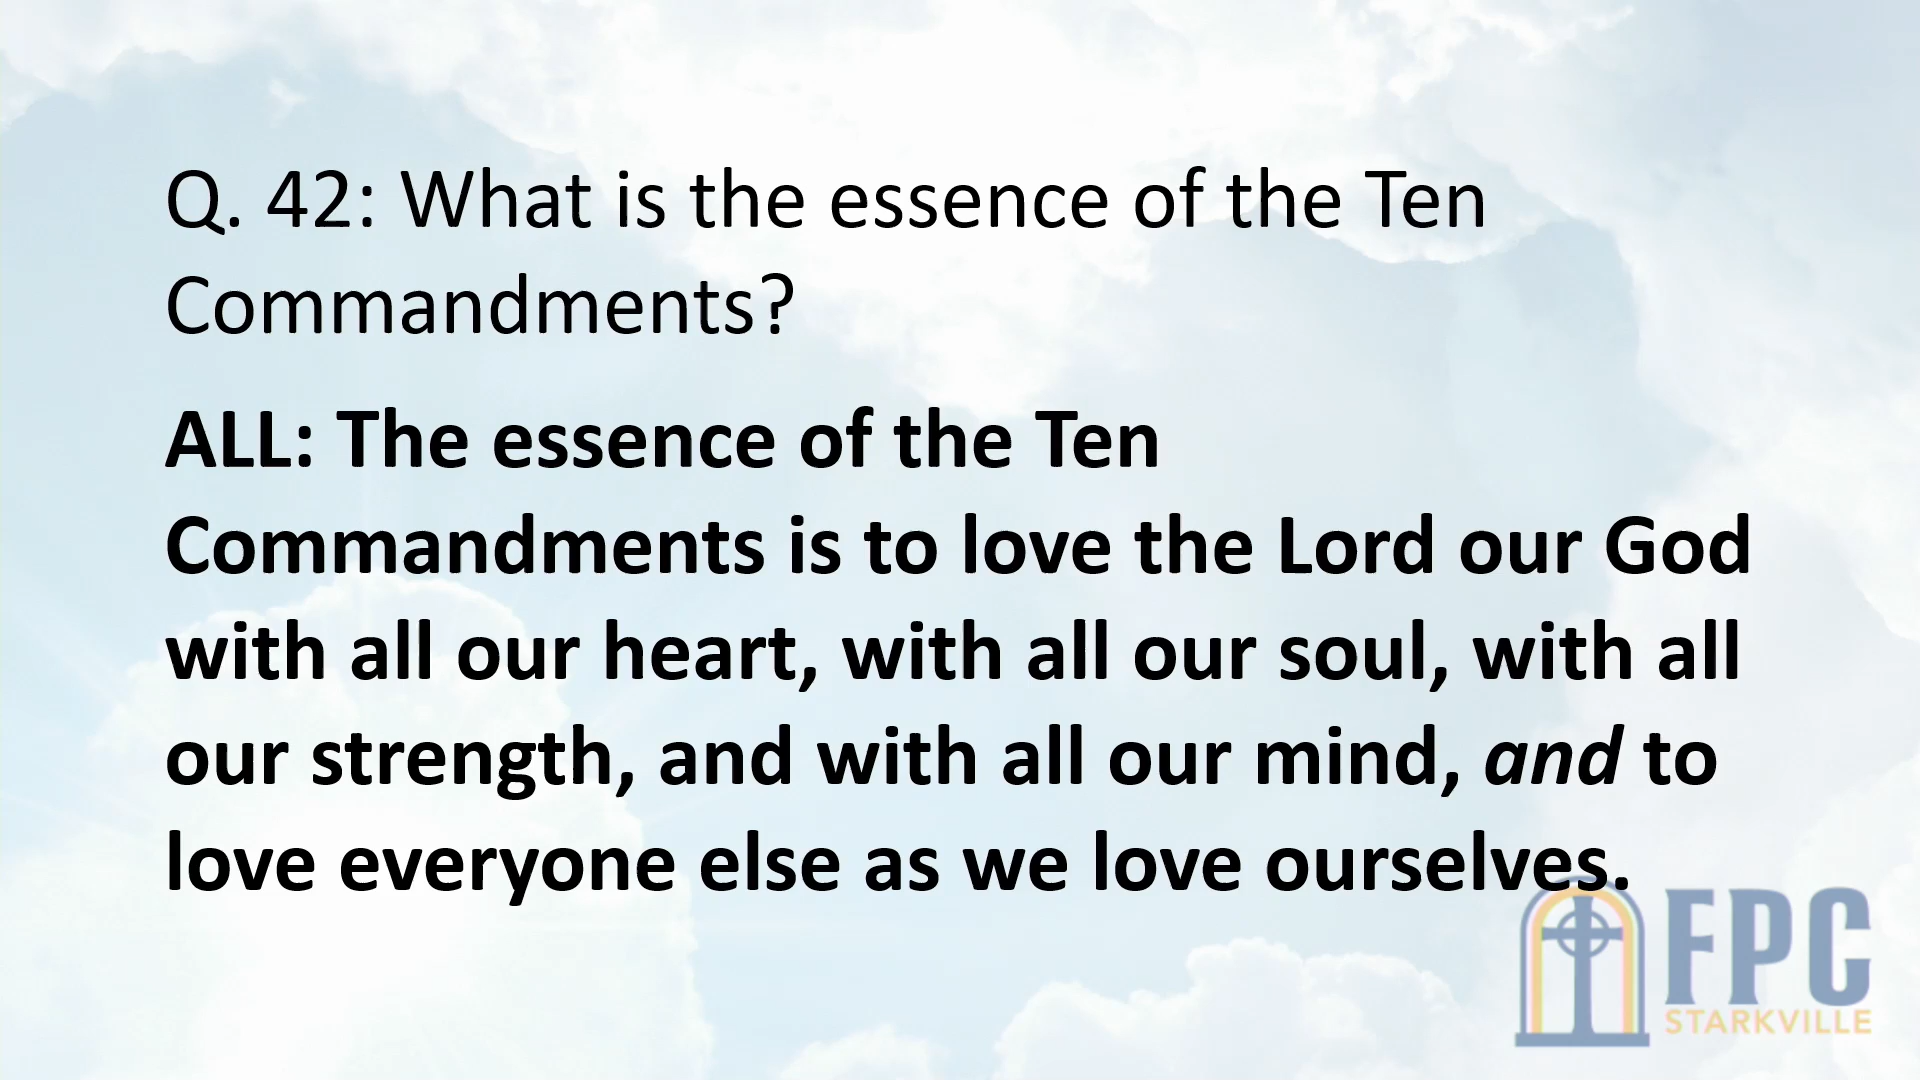 Q. 42: What is the essence of the Ten
Commandments?
ALL: The essence of the Ten
Commandments is to love the Lord our God
with all our heart, with all our soul, with all
our strength, and with all our mind, and to
love everyone else as we love ourselves.
FPC
STARKVILLE